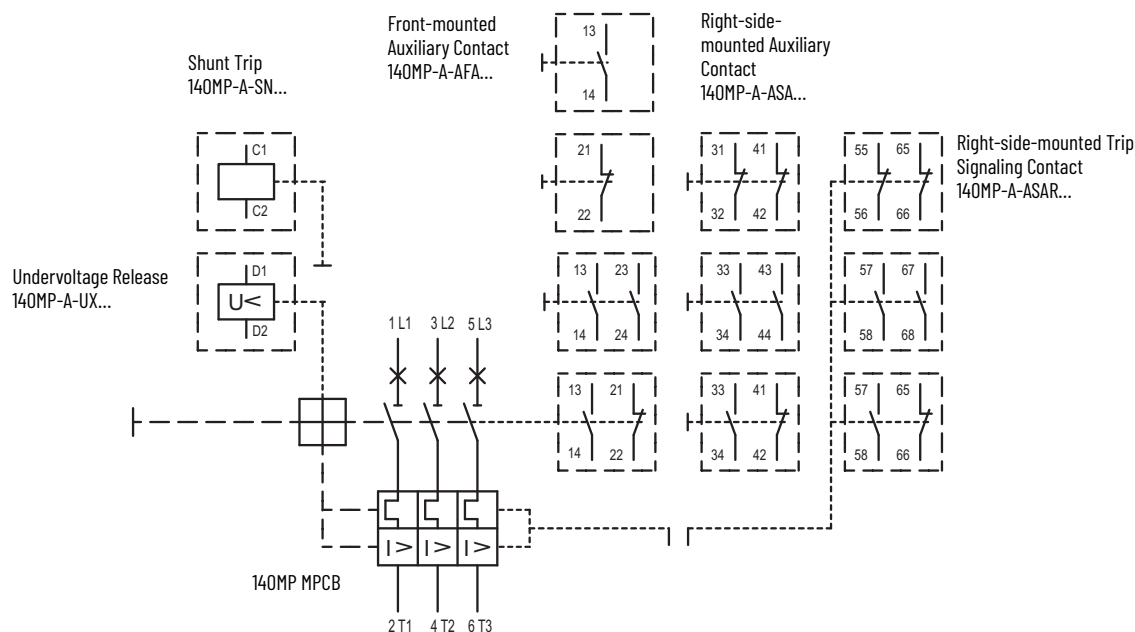 Front-mounted
Auxiliary Contact
140MP-A-AFA...
13
14
Right-side-
mounted Auxiliary
Contact
140MP-A-ASA...
Shunt Trip
140MP-A-SN...
C1
C2
21
22
31 41
32 42
55 65
56 66
Right-side-mounted Trip
Signaling Contact
140MP-A-ASAR...
Undervoltage Release
140MP-A-UX...
D1
U<
D2
13 23
14 24
33 43
34 44
57 67
58 68
1 L1 3 L2 5 L3
13 21
14 22
33 41
34 42
57 65
58 66
I > I > I >
140MP MPCB
2 T1 4 T2 6 T3